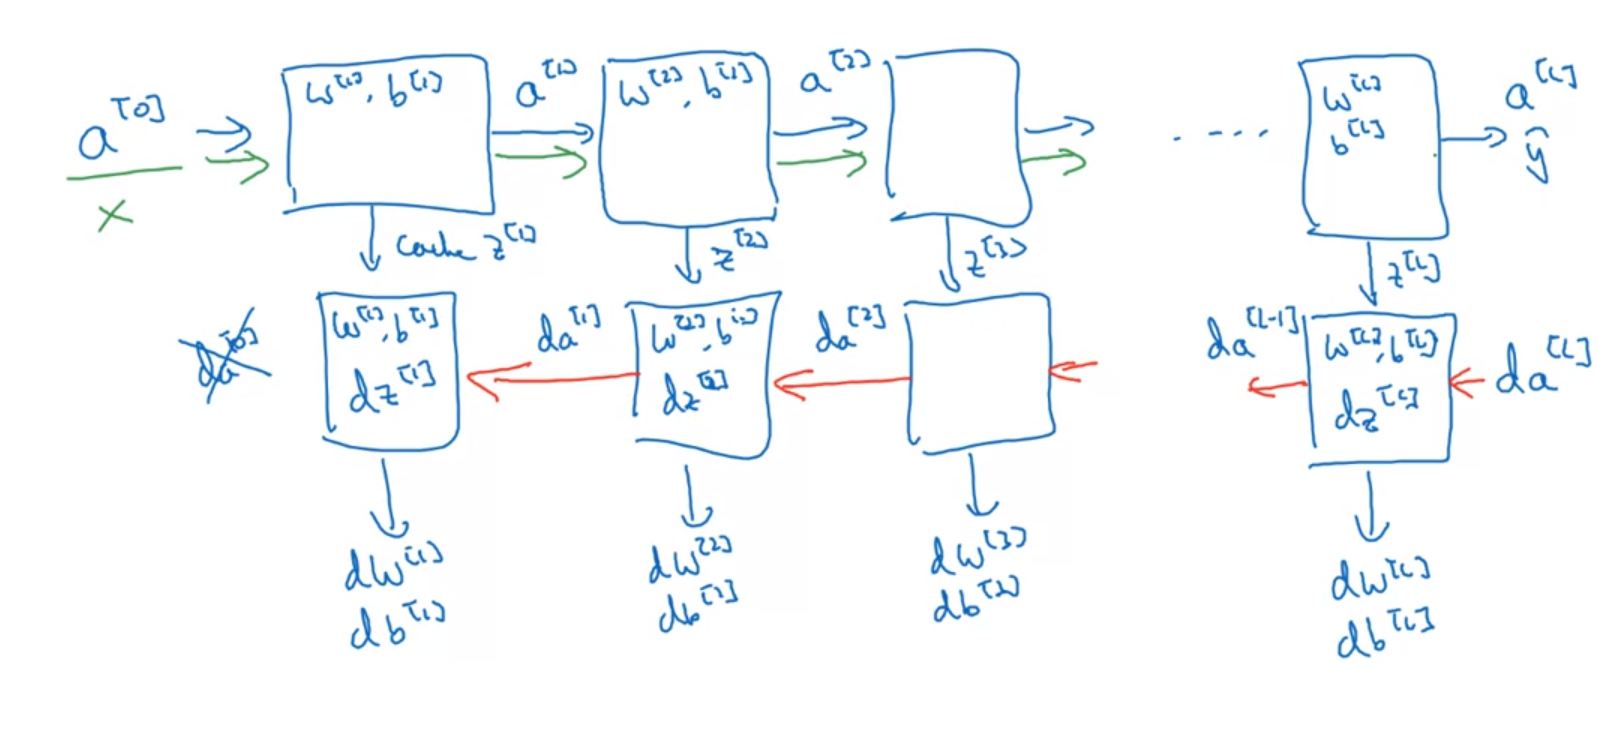 a[0]
x
w[1], b[1]
a[1]
w[2], b[2]
a[2]
w[L]
b[L]
a[L]
ŷ
cache z[1]
z[2]
z[3]
z[L]
da[0]
w[1], b[1]
dz[1]
da[1]
w[2], b[2]
dz[2]
da[2]
da[L-1]
w[L], b[L]
dz[L]
da[L]
dw[1]
db[1]
dw[2]
db[2]
dw[3]
db[3]
dw[L]
db[L]